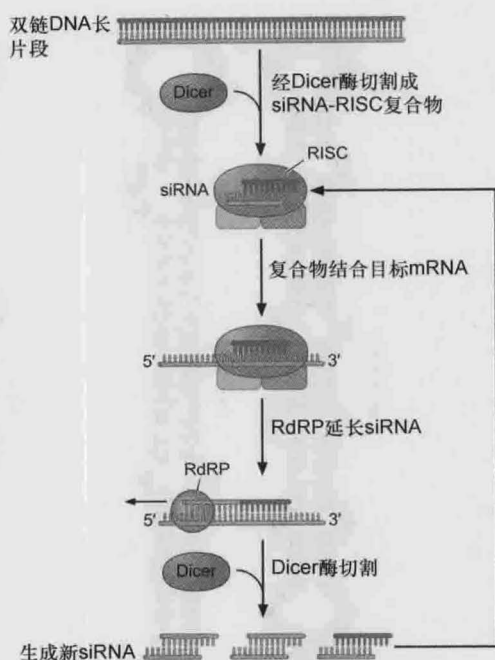 双链DNA长
片段
Dicer
经Dicer酶切割成
siRNA-RISC复合物
RISC
siRNA
复合物结合目标mRNA
5′
3′
RdRP延长siRNA
RdRP
5′
3′
Dicer
Dicer酶切割
生成新siRNA